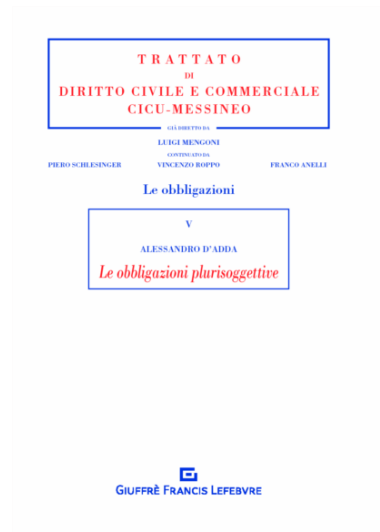 TRATTATO
DI
DIRITTO CIVILE E COMMERCIALE
CICU-MESSINEO
GIÀ DIRETTO DA
LUIGI MENGONI
CONTINUATO DA
PIERO SCHLESINGER VINCENZO ROPPO FRANCO ANELLI
Le obbligazioni
V
ALESSANDRO D'ADDA
Le obbligazioni plurisoggettive
GIUFFRÈ FRANCIS LEFEBVRE